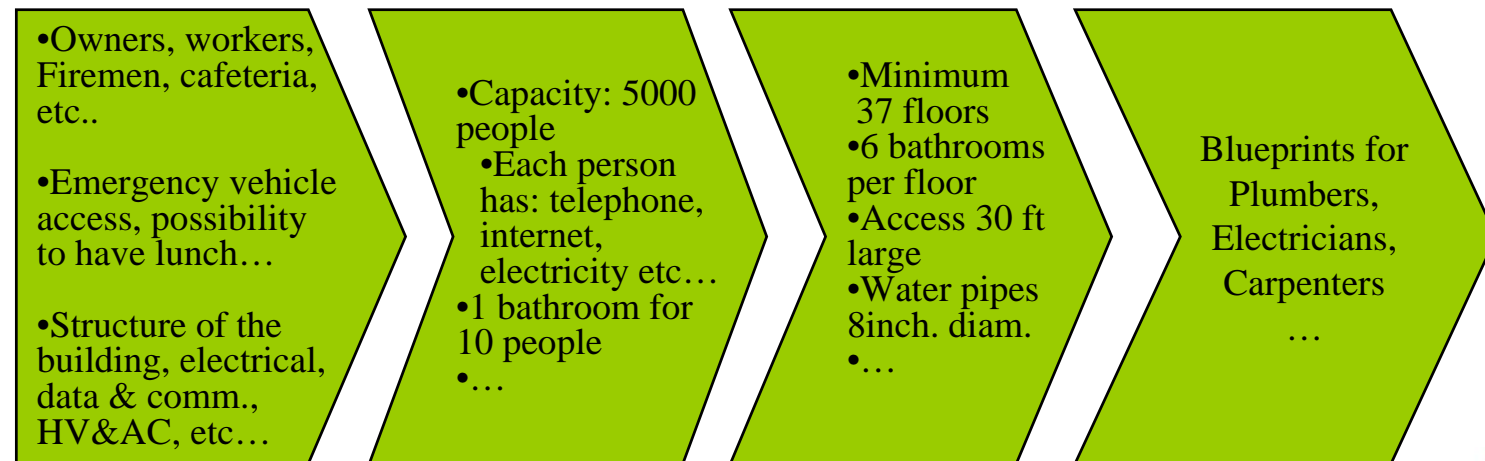 •Owners, workers,
Firemen, cafeteria,
etc..
•Emergency vehicle
access, possibility
to have lunch…
•Structure of the
building, electrical,
data & comm.,
HV&AC, etc…
•Capacity: 5000
people
•Each person
has: telephone,
internet,
electricity etc…
•1 bathroom for
10 people
•…
•Minimum
37 floors
•6 bathrooms
per floor
•Access 30 ft
large
•Water pipes
8inch. diam.
•…
Blueprints for
Plumbers,
Electricians,
Carpenters
…